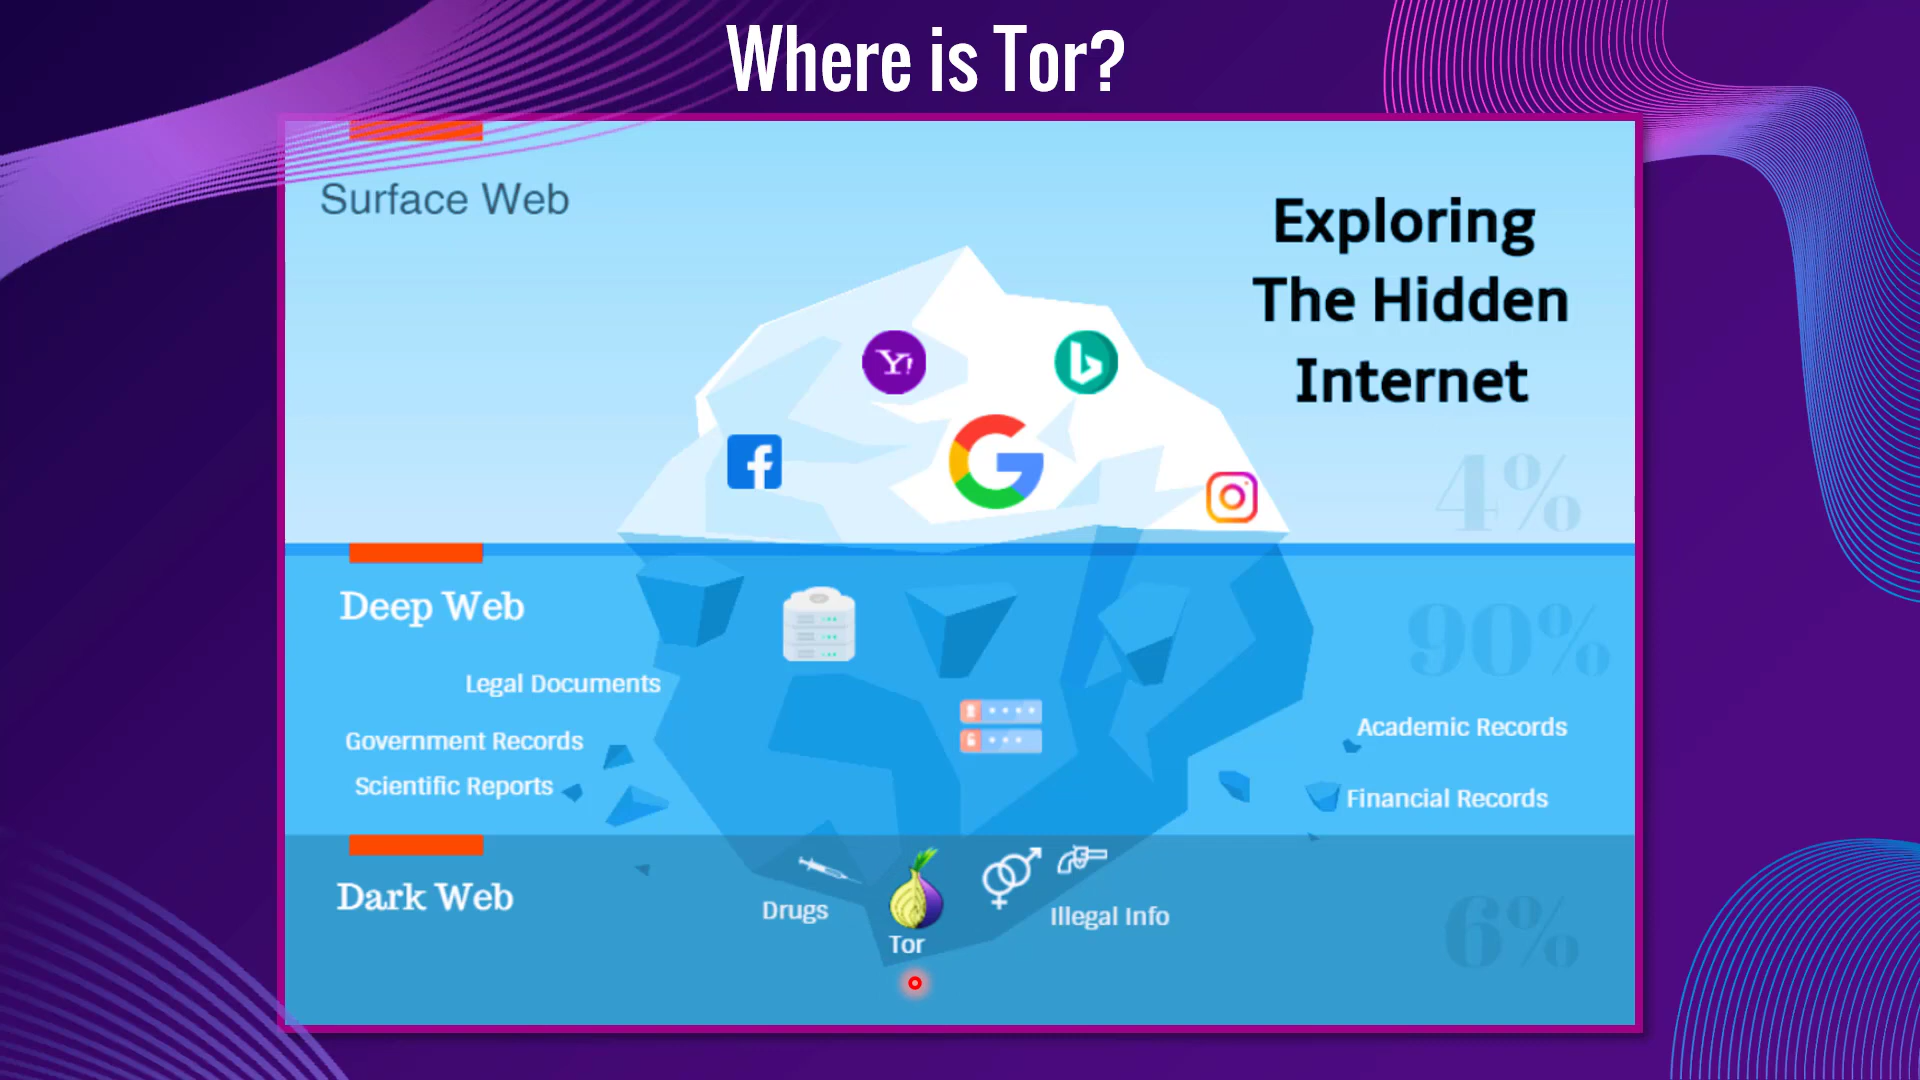 Where is Tor?
Surface Web
Exploring
The Hidden
Internet
4%
Deep Web
90%
Legal Documents
Government Records
Scientific Reports
Academic Records
Financial Records
Dark Web
Drugs
Tor
Illegal Info
6%